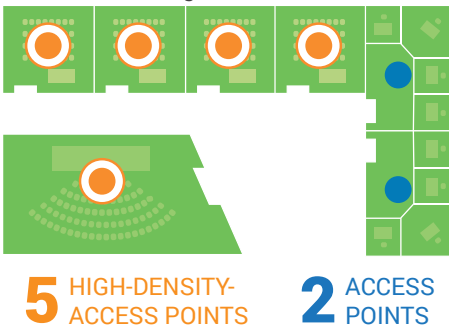 5 HIGH-DENSITY-
ACCESS POINTS
2 ACCESS
POINTS